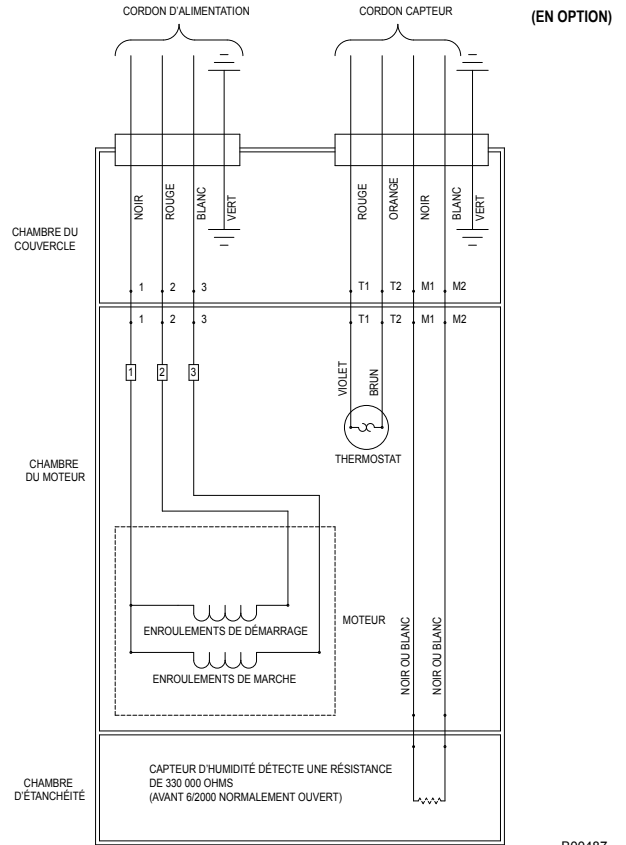 CORDON D'ALIMENTATION
CORDON CAPTEUR
(EN OPTION)
NOIR
ROUGE
BLANC
VERT
ROUGE
ORANGE
NOIR
BLANC
VERT
CHAMBRE DU
COUVERCLE
1 2 3 T1 T2 M1 M2
1 2 3 T1 T2 M1 M2
1 2 3
VIOLET
BRUN
THERMOSTAT
CHAMBRE
DU MOTEUR
MOTEUR
ENROULEMENTS DE DÉMARRAGE
ENROULEMENTS DE MARCHE
NOIR OU BLANC
NOIR OU BLANC
CHAMBRE
D'ÉTANCHÉITÉ
CAPTEUR D'HUMIDITÉ DÉTECTE UNE RÉSISTANCE
DE 330 000 OHMS
(AVANT 6/2000 NORMALEMENT OUVERT)